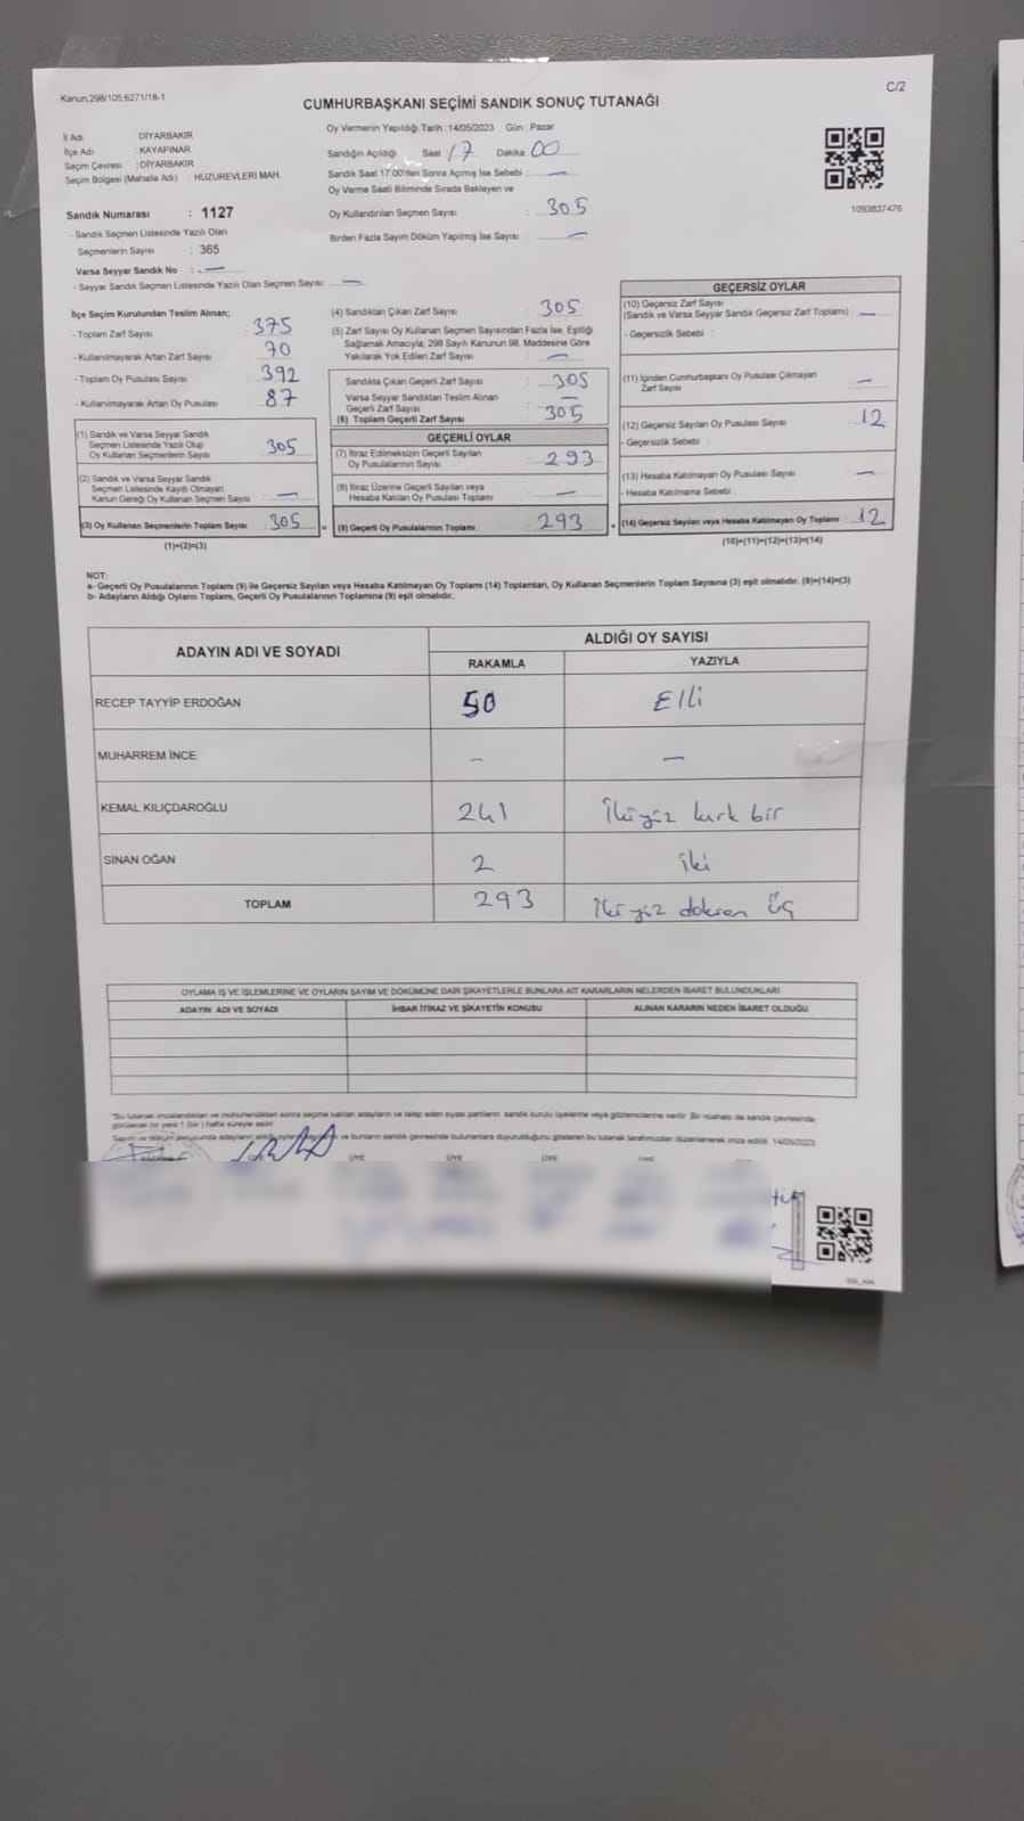 Kanun;298/105;6271/18-1
C/2
CUMHURBAŞKANI SEÇİMİ SANDIK SONUÇ TUTANAĞI
İl Adı DİYARBAKIR
İlçe Adı KAYAPINAR
Seçim Çevresi :DİYARBAKIR
Seçim Bölgesi (Mahalle Adı) : HUZUREVLERİ MAH.
Sandık Numarası : 1127
- Sandık Seçmen Listesinde Yazılı Olan
Seçmenlerin Sayısı : 365
Varsa Seyyar Sandık No : -
- Seyyar Sandık Seçmen Listesinde Yazılı Olan Seçmen Sayısı —
Oy Vermenin Yapıldığı Tarih :14/05/2023 Gün :Pazar
Sandığın Açıldığı Saat 17 Dakika 00
Sandık Saat 17:00'den Sonra Açılmış İse Sebebi : —
Oy Verme Saati Bitiminde Sırada Bekleyen ve
Oy Kullandırılan Seçmen Sayısı : 305
Birden Fazla Sayım Döküm Yapılmış İse Sayısı : —
1093837476
İlçe Seçim Kurulundan Teslim Alınan;
- Toplam Zarf Sayısı 375
- Kullanılmayarak Artan Zarf Sayısı 70
- Toplam Oy Pusulası Sayısı 392
- Kullanılmayarak Artan Oy Pusulası 87
(1) Sandık ve Varsa Seyyar Sandık
Seçmen Listesinde Yazılı Olup
Oy Kullanan Seçmenlerin Sayısı 305
(2) Sandık ve Varsa Seyyar Sandık
Seçmen Listesinde Kayıtlı Olmayan
Kanun Gereği Oy Kullanan Seçmen Sayısı —
(3) Oy Kullanan Seçmenlerin Toplam Sayısı 305
(1)+(2)=(3)
(4) Sandıktan Çıkan Zarf Sayısı 305
(5) Zarf Sayısı Oy Kullanan Seçmen Sayısından Fazla İse, Eşitliği
Sağlamak Amacıyla, 298 Sayılı Kanunun 98. Maddesine Göre
Yakılarak Yok Edilen Zarf Sayısı —
Sandıkta Çıkan Geçerli Zarf Sayısı 305
Varsa Seyyar Sandıktan Teslim Alınan
Geçerli Zarf Sayısı —
(6) Toplam Geçerli Zarf Sayısı 305
GEÇERLİ OYLAR
(7) İtiraz Edilmeksizin Geçerli Sayılan
Oy Pusulalarının Sayısı 293
(8) İtiraz Üzerine Geçerli Sayılan veya
Hesaba Katılan Oy Pusulası Toplamı —
(9) Geçerli Oy Pusulalarının Toplamı 293
GEÇERSİZ OYLAR
(10) Geçersiz Zarf Sayısı
(Sandık ve Varsa Seyyar Sandık Geçersiz Zarf Toplamı) —
- Geçersizlik Sebebi :
(11) İçinden Cumhurbaşkanı Oy Pusulası Çıkmayan
Zarf Sayısı —
(12) Geçersiz Sayılan Oy Pusulası Sayısı 12
- Geçersizlik Sebebi :
(13) Hesaba Katılmayan Oy Pusulası Sayısı —
- Hesaba Katılmama Sebebi :
(14) Geçersiz Sayılan veya Hesaba Katılmayan Oy Toplamı 12
(10)+(11)+(12)+(13)=(14)
NOT:
a- Geçerli Oy Pusulalarının Toplamı (9) ile Geçersiz Sayılan veya Hesaba Katılmayan Oy Toplamı (14) Toplamları, Oy Kullanan Seçmenlerin Toplam Sayısına (3) eşit olmalıdır. (9)+(14)=(3)
b- Adayların Aldığı Oyların Toplamı, Geçerli Oy Pusulalarının Toplamına (9) eşit olmalıdır.
ADAYIN ADI VE SOYADI ALDIĞI OY SAYISI
RAKAMLA YAZIYLA
RECEP TAYYİP ERDOĞAN 50 Elli
MUHARREM İNCE - —
KEMAL KILIÇDAROĞLU 241 İkiyüz kırk bir
SİNAN OĞAN 2 iki
TOPLAM 293 İkiyüz doksan üç
OYLAMA İŞ VE İŞLEMLERİNE VE OYLARIN SAYIM VE DÖKÜMÜNE DAİR ŞİKAYETLERLE BUNLARA AİT KARARLARIN NELERDEN İBARET BULUNDUKLARI
ADAYIN ADI VE SOYADI İHBAR İTİRAZ VE ŞİKAYETİN KONUSU ALINAN KARARIN NEDEN İBARET OLDUĞU
ÜYE ÜYE ÜYE